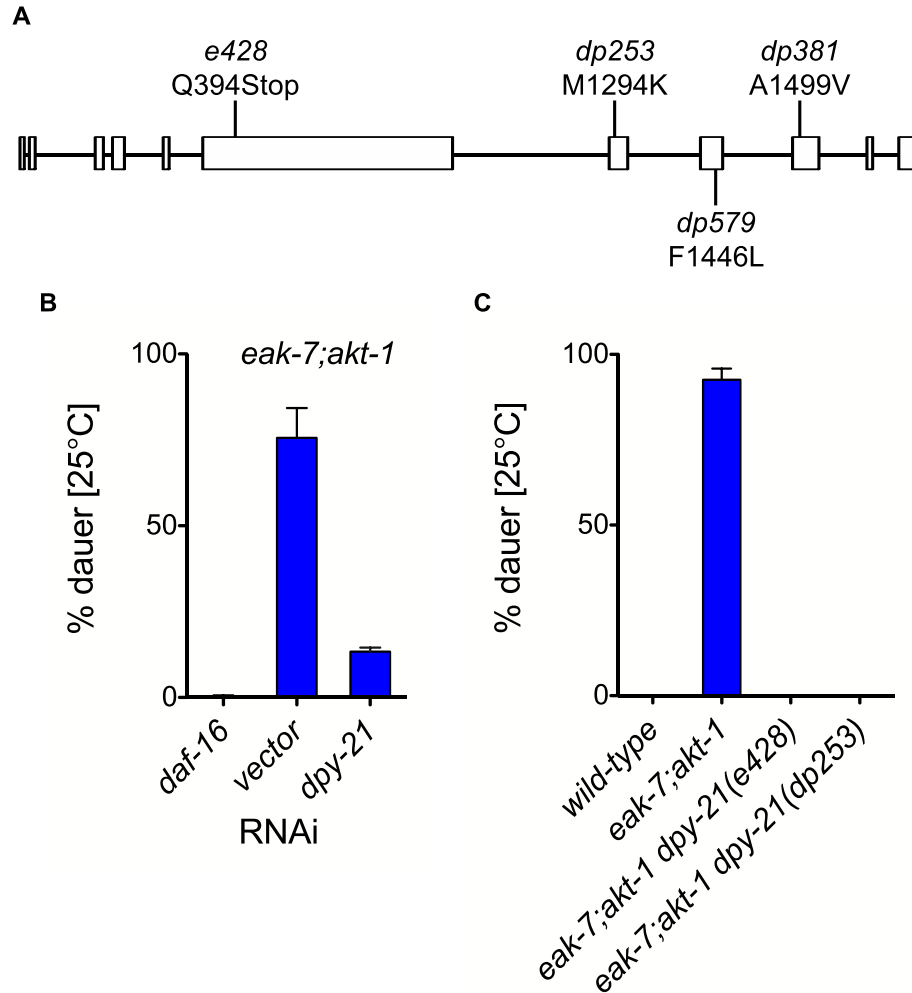 A
e428
Q394Stop
dp253
M1294K
dp381
A1499V
dp579
F1446L
B
eak-7;akt-1
% dauer [25°C]
100
50
0
daf-16
vector
dpy-21
RNAi
C
% dauer [25°C]
100
50
0
wild-type
eak-7;akt-1
eak-7;akt-1 dpy-21(e428)
eak-7;akt-1 dpy-21(dp253)